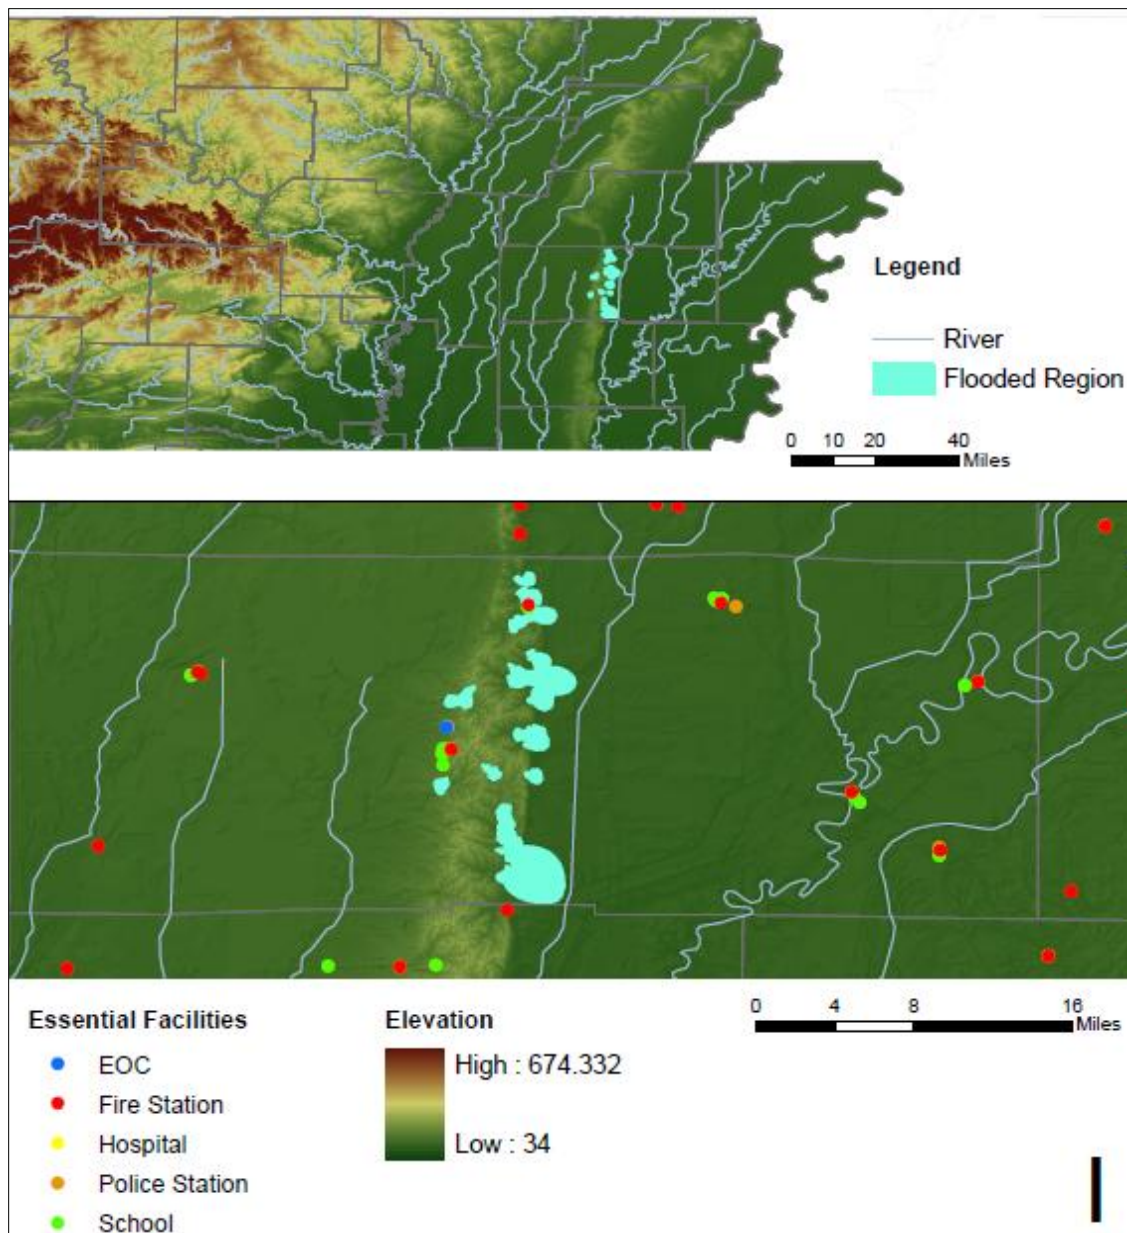 Legend
River
Flooded Region
0 10 20 40
Miles
0 4 8 16
Miles
Essential Facilities
EOC
Fire Station
Hospital
Police Station
School
Elevation
High : 674.332
Low : 34